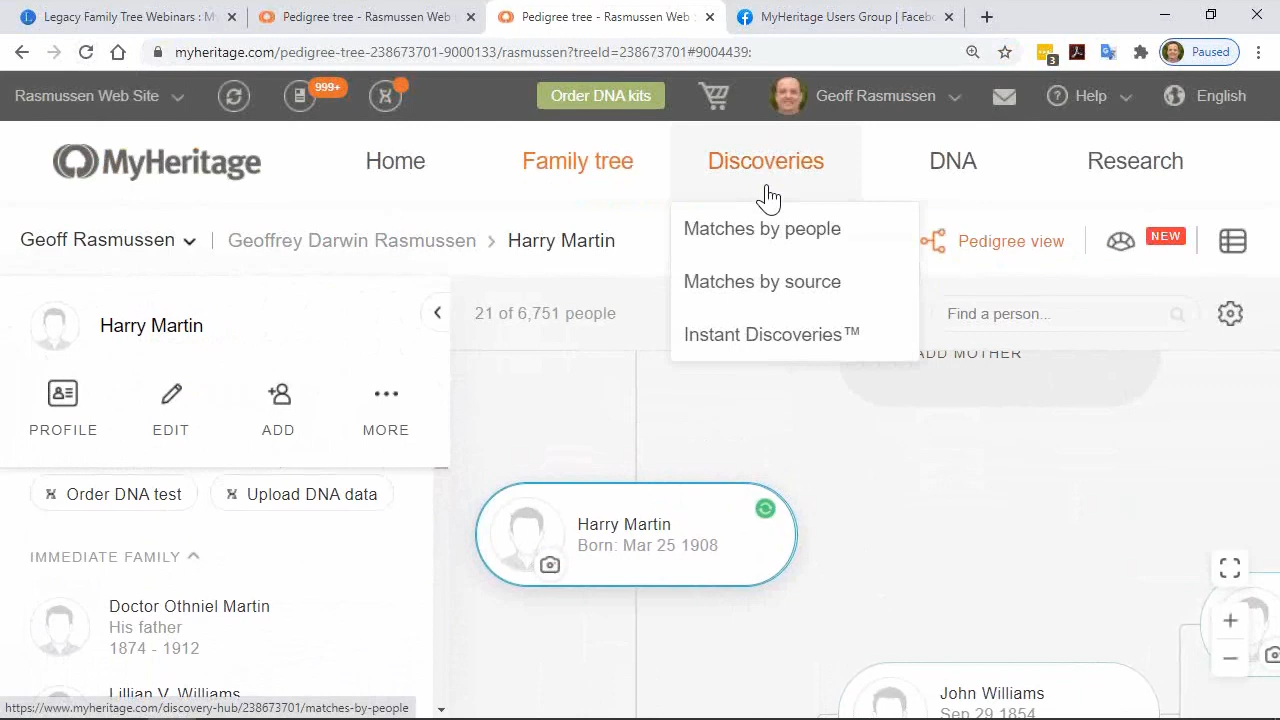 Legacy Family Tree Webinars : M
Pedigree tree - Rasmussen Web
Pedigree tree - Rasmussen Web
MyHeritage Users Group | Faceb
myheritage.com/pedigree-tree-238673701-9000133/rasmussen?treeId=238673701#9004439:
3
Paused
Rasmussen Web Site
999+
Order DNA kits
Geoff Rasmussen
Help
English
MyHeritage
Home
Family tree
Discoveries
DNA
Research
Geoff Rasmussen
Geoffrey Darwin Rasmussen
Harry Martin
Matches by people
Matches by source
Instant Discoveries™
Pedigree view
NEW
Harry Martin
21 of 6,751 people
Find a person...
ADD MOTHER
PROFILE
EDIT
ADD
MORE
Order DNA test
Upload DNA data
IMMEDIATE FAMILY
Doctor Othniel Martin
His father
1874 - 1912
Lillian V. Williams
Harry Martin
Born: Mar 25 1908
John Williams
Sep 29 1854
https://www.myheritage.com/discovery-hub/238673701/matches-by-people